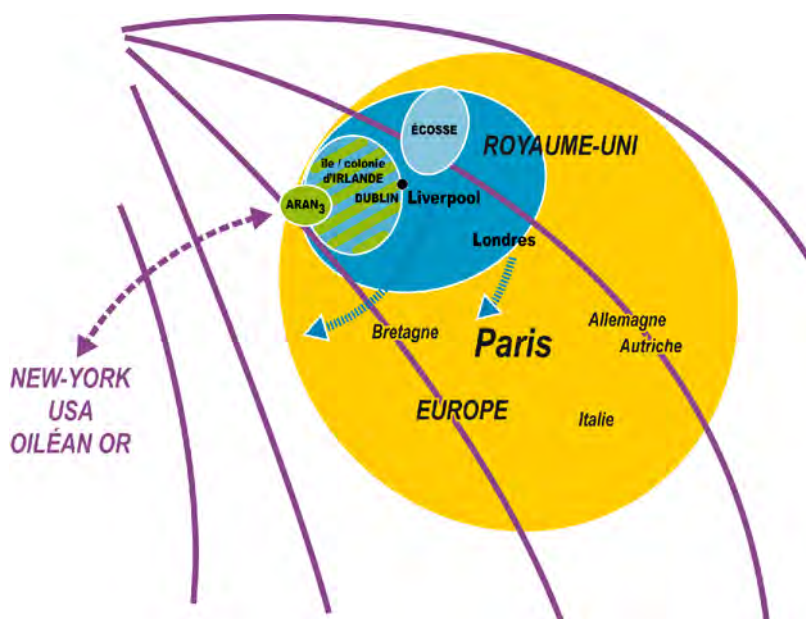 ÉCOSSE
ROYAUME-UNI
île / colonie
d'IRLANDE
DUBLIN
Liverpool
ARAN3
Londres
Bretagne
Paris
Allemagne
Autriche
NEW-YORK
USA
OILÉAN OR
EUROPE
Italie